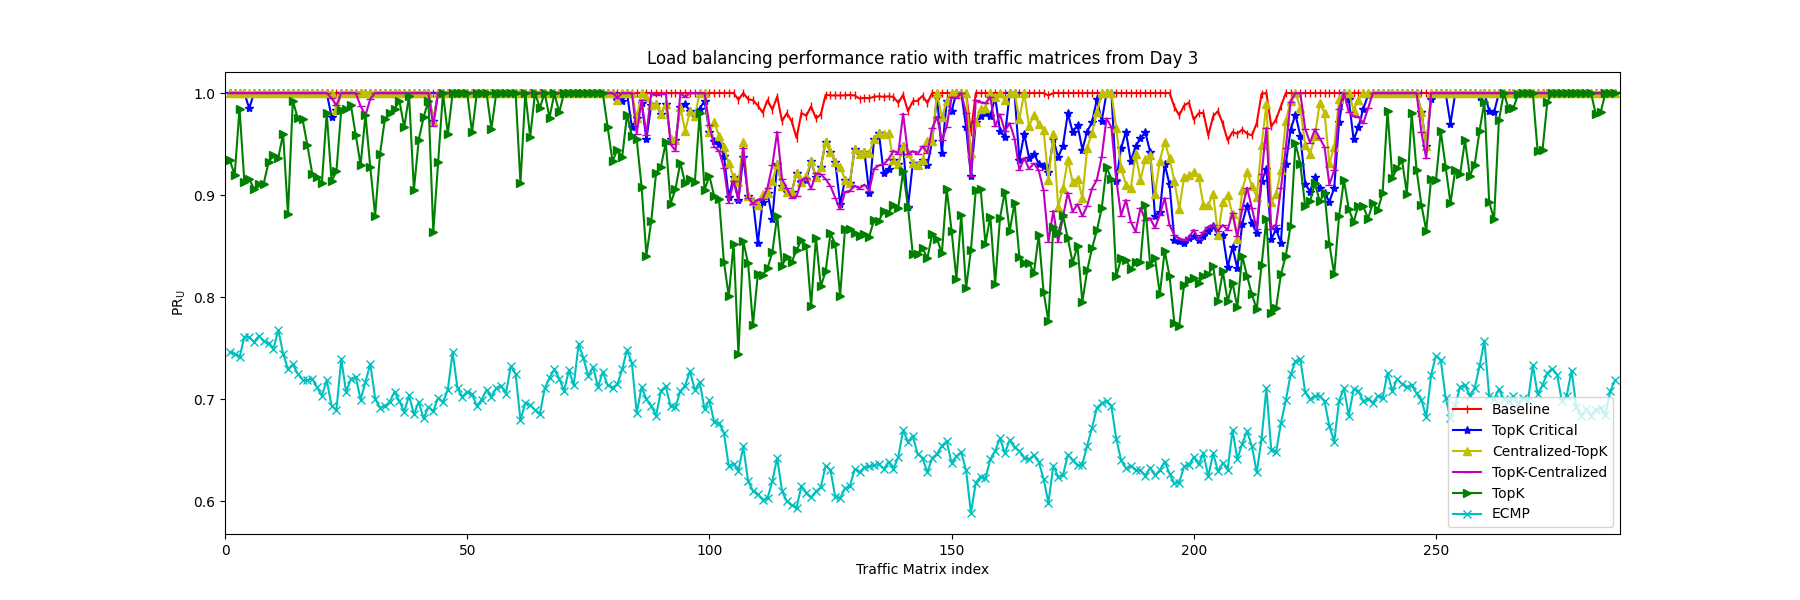 Load balancing performance ratio with traffic matrices from Day 3
PR_U
1.0
0.9
0.8
0.7
0.6
0
50
100
150
200
250
Traffic Matrix index
Baseline
TopK Critical
Centralized-TopK
TopK-Centralized
TopK
ECMP